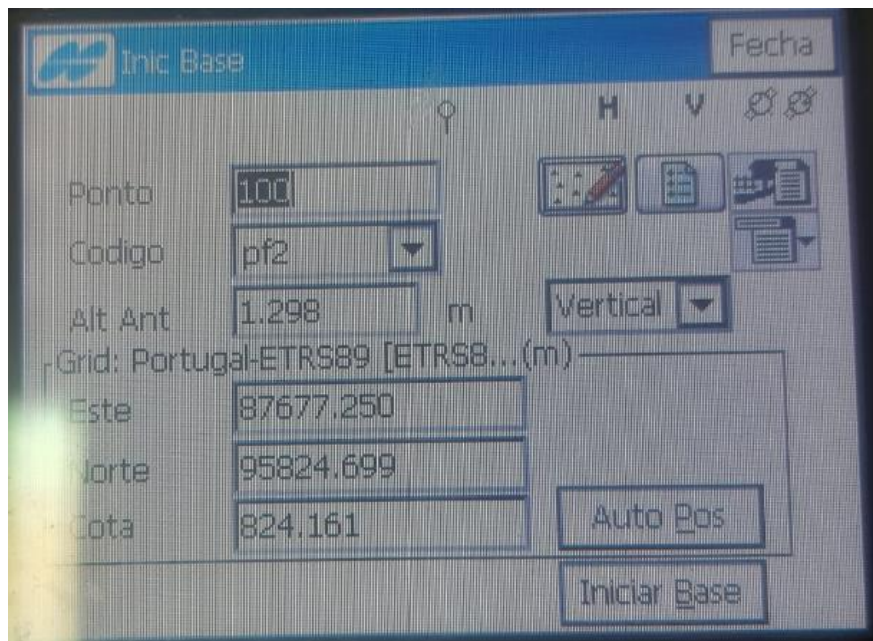 Inic Base
Fecha
H V
Ponto 100
Codigo pf2
Alt Ant 1.298 m Vertical
Grid: Portugal-ETRS89 [ETRS8...(m)
Este 87677.250
Norte 95824.699
Cota 824.161
Auto Pos
Iniciar Base